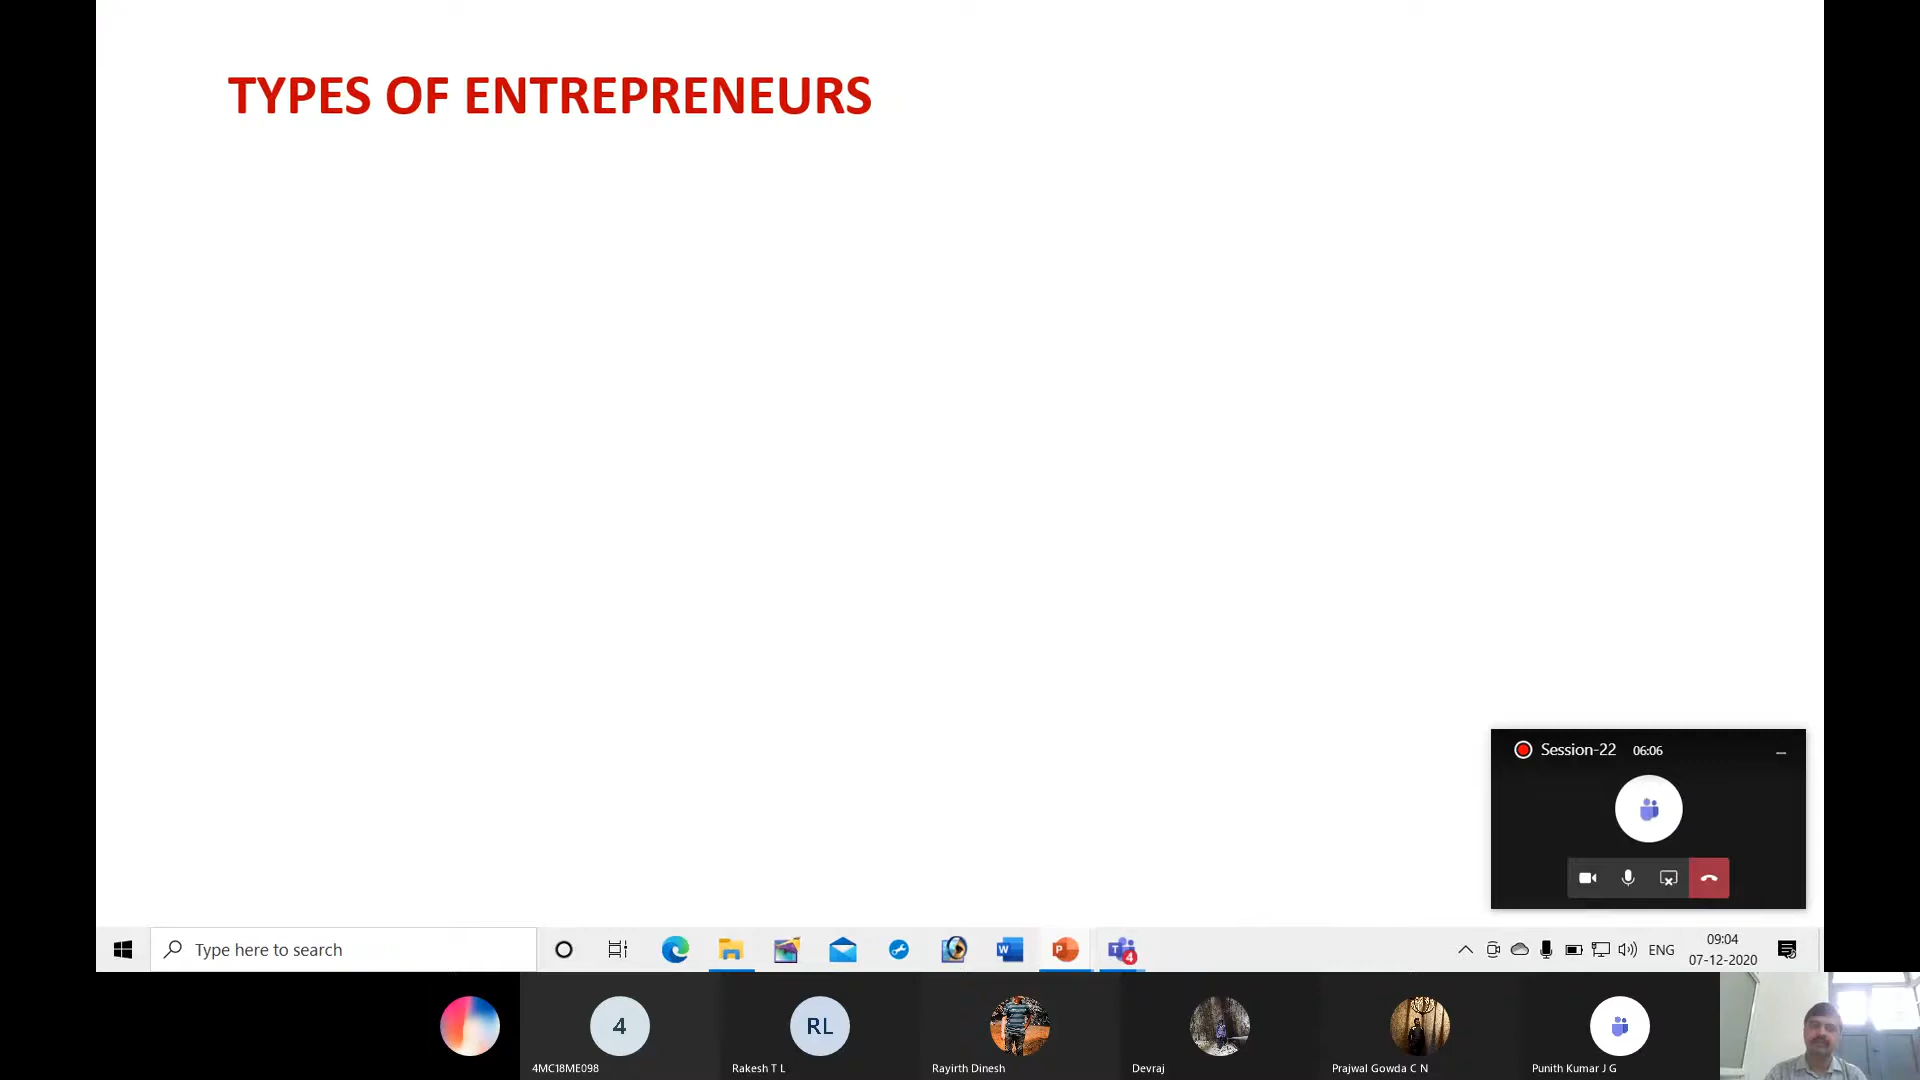 TYPES OF ENTREPRENEURS
Session-22 06:06
Type here to search
W
P
T
4
ENG
09:04
07-12-2020
4
RL
4MC18ME098
Rakesh T L
Rayirth Dinesh
Devraj
Prajwal Gowda C N
Punith Kumar J G